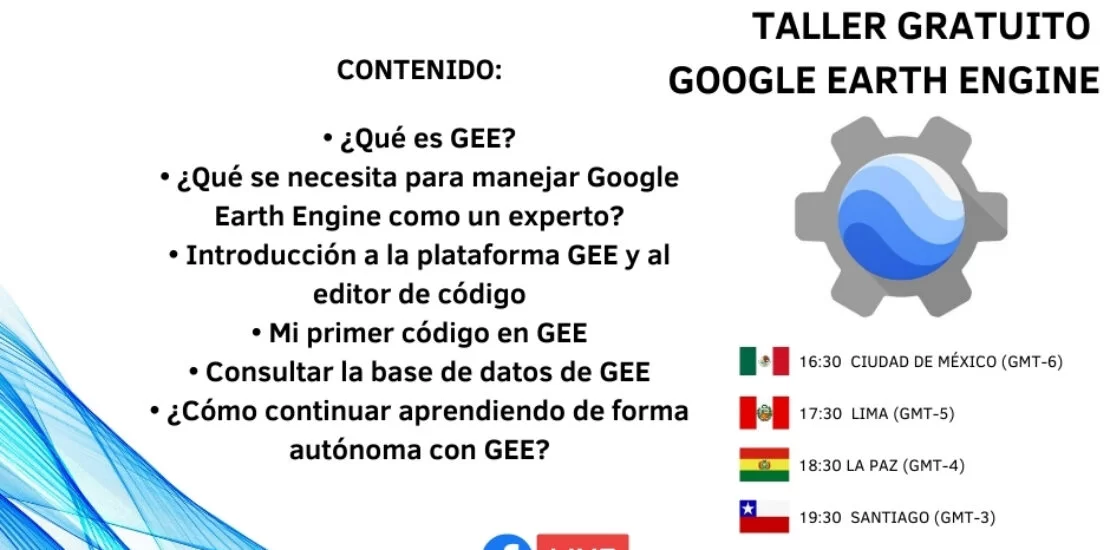 TALLER GRATUITO
GOOGLE EARTH ENGINE
CONTENIDO:
• ¿Qué es GEE?
• ¿Qué se necesita para manejar Google
Earth Engine como un experto?
• Introducción a la plataforma GEE y al
editor de código
• Mi primer código en GEE
• Consultar la base de datos de GEE
• ¿Cómo continuar aprendiendo de forma
autónoma con GEE?
16:30 CIUDAD DE MÉXICO (GMT-6)
17:30 LIMA (GMT-5)
18:30 LA PAZ (GMT-4)
19:30 SANTIAGO (GMT-3)